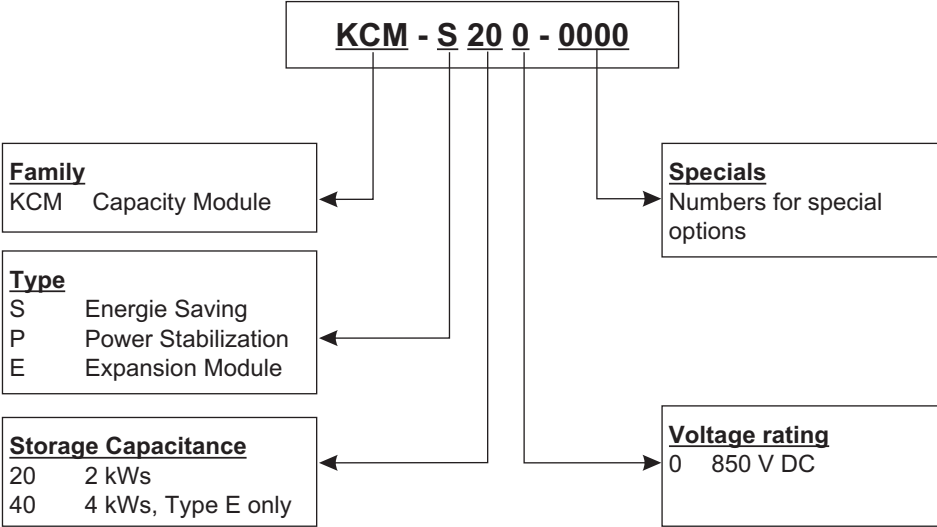 KCM - S 20 0 - 0000
Family
KCM Capacity Module
Type
S Energie Saving
P Power Stabilization
E Expansion Module
Storage Capacitance
20 2 kWs
40 4 kWs, Type E only
Specials
Numbers for special
options
Voltage rating
0 850 V DC